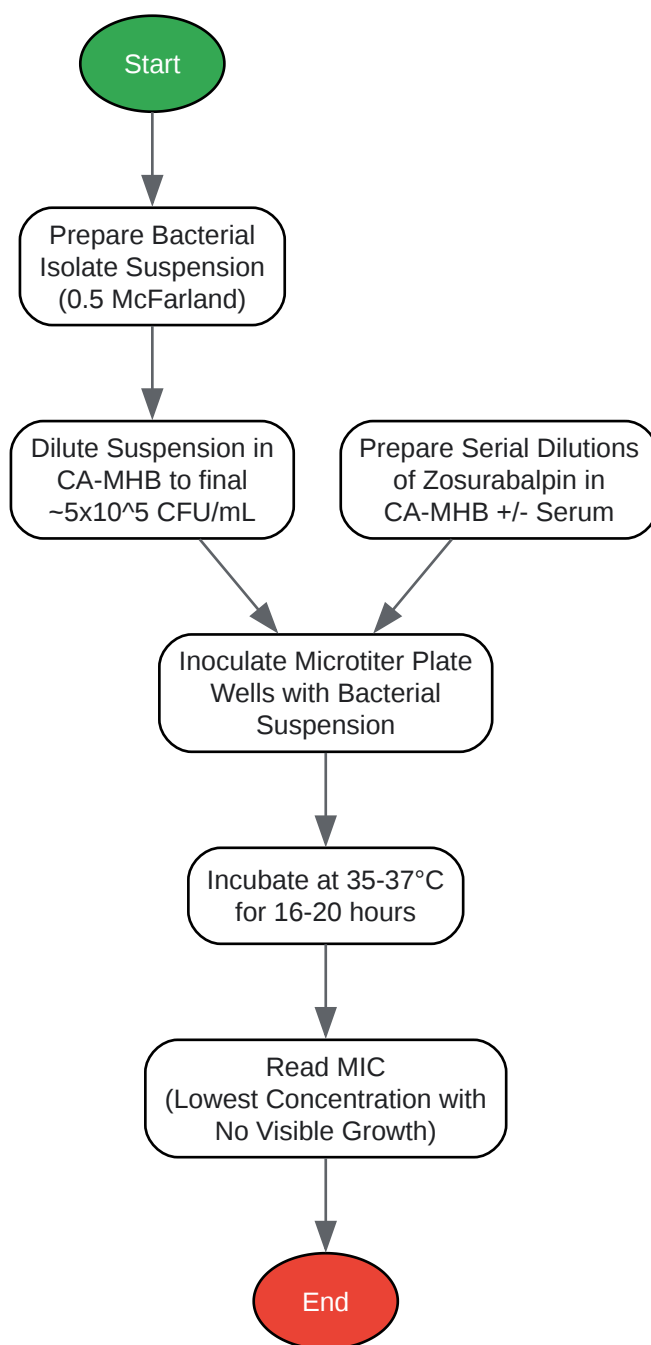 Start
Prepare Bacterial
Isolate Suspension
(0.5 McFarland)
Dilute Suspension in
CA-MHB to final
~5x10^5 CFU/mL
Prepare Serial Dilutions
of Zosurabalpin in
CA-MHB +/- Serum
Inoculate Microtiter Plate
Wells with Bacterial
Suspension
Incubate at 35-37°C
for 16-20 hours
Read MIC
(Lowest Concentration with
No Visible Growth)
End